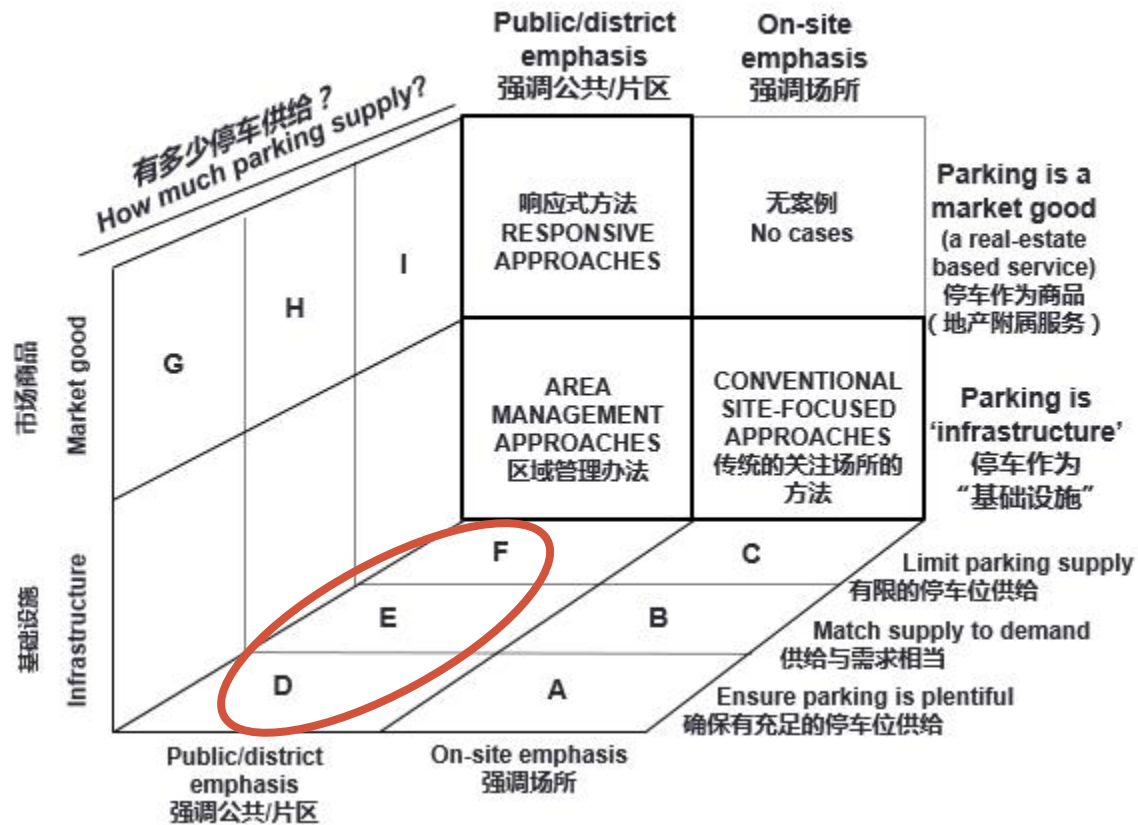 Public/district
emphasis
强调公共/片区
On-site
emphasis
强调场所
有多少停车供给？
How much parking supply?
响应式方法
RESPONSIVE
APPROACHES
无案例
No cases
Parking is a
market good
(a real-estate
based service)
停车作为商品
（地产附属服务）
市场商品
Market good
G
H
I
AREA
MANAGEMENT
APPROACHES
区域管理办法
CONVENTIONAL
SITE-FOCUSED
APPROACHES
传统的关注场所的
方法
Parking is
‘infrastructure’
停车作为
“基础设施”
基础设施
Infrastructure
F
C
Limit parking supply
有限的停车位供给
E
B
Match supply to demand
供给与需求相当
D
A
Ensure parking is plentiful
确保有充足的停车位供给
Public/district
emphasis
强调公共/片区
On-site emphasis
强调场所